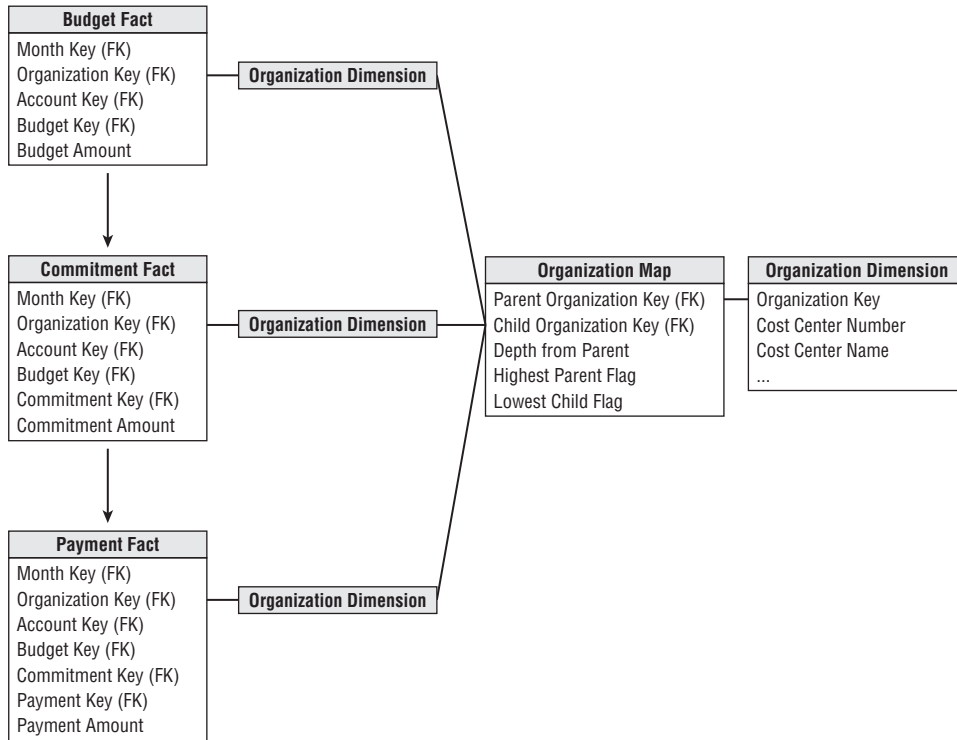 Budget Fact
Month Key (FK)
Organization Key (FK)
Account Key (FK)
Budget Key (FK)
Budget Amount
Organization Dimension
Commitment Fact
Month Key (FK)
Organization Key (FK)
Account Key (FK)
Budget Key (FK)
Commitment Key (FK)
Commitment Amount
Organization Dimension
Organization Map
Parent Organization Key (FK)
Child Organization Key (FK)
Depth from Parent
Highest Parent Flag
Lowest Child Flag
Organization Dimension
Organization Key
Cost Center Number
Cost Center Name
...
Payment Fact
Month Key (FK)
Organization Key (FK)
Account Key (FK)
Budget Key (FK)
Commitment Key (FK)
Payment Key (FK)
Payment Amount
Organization Dimension